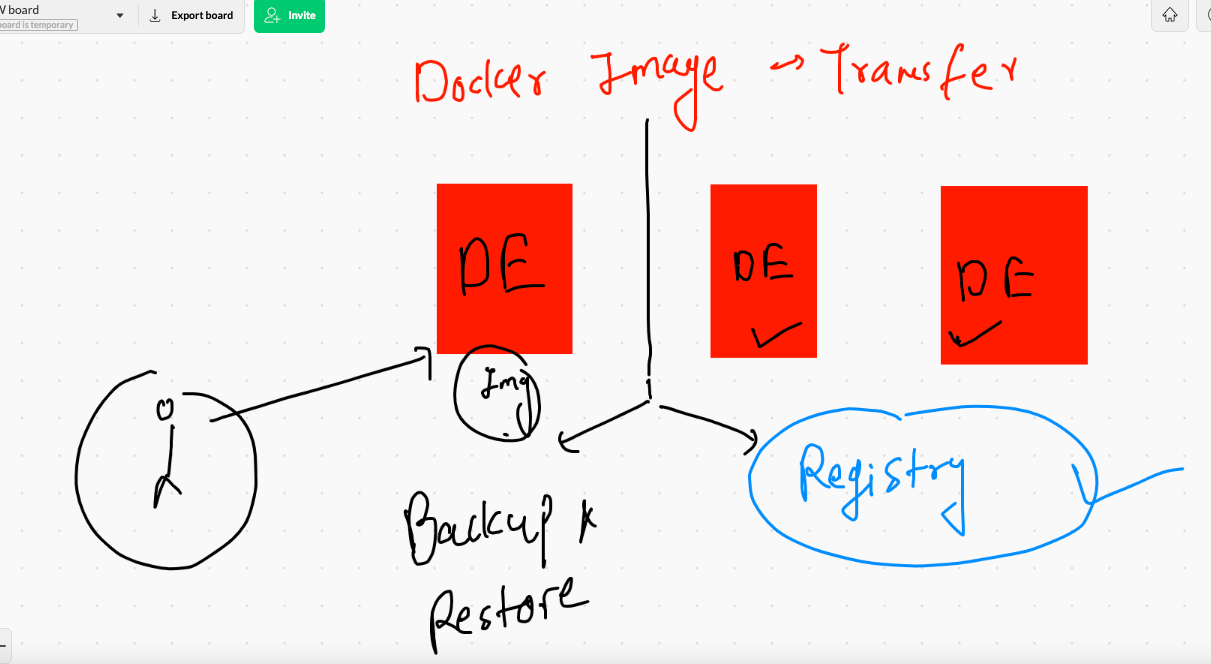 V board
board is temporary
Export board
Invite
Docker Image → Transfer
DE
DE
DE
Img
Registry
Backup &
Restore